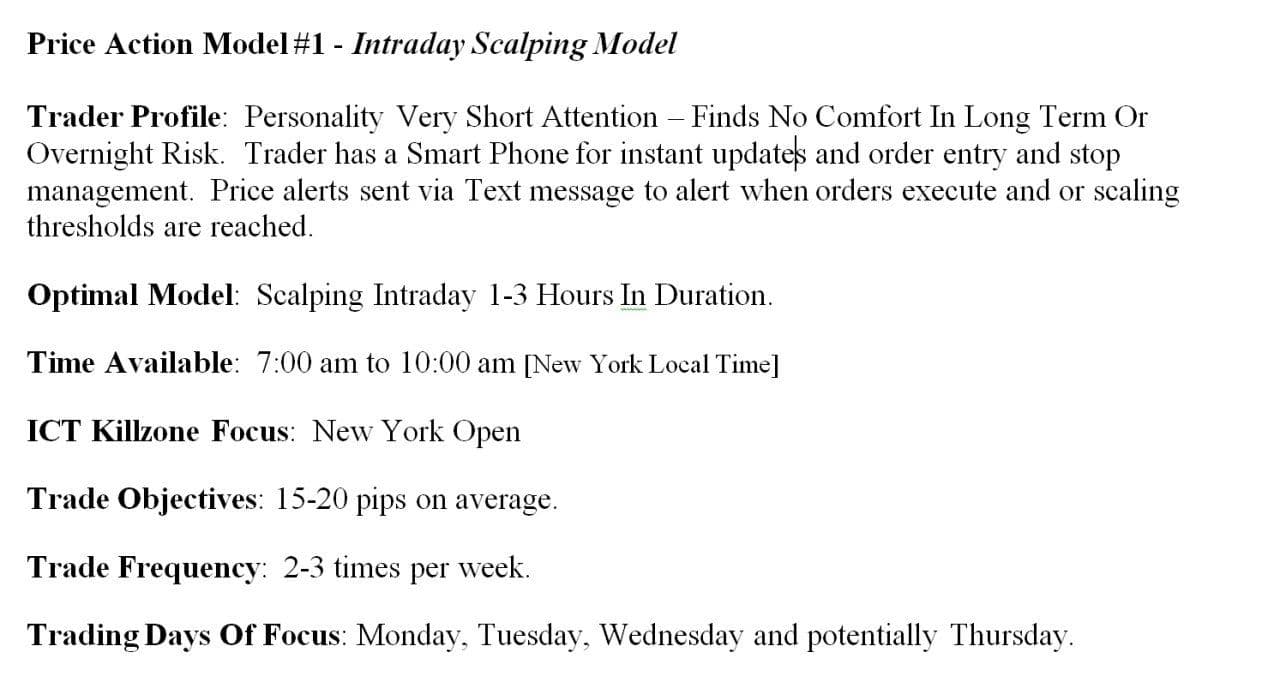 Price Action Model #1 - Intraday Scalping Model
Trader Profile: Personality Very Short Attention – Finds No Comfort In Long Term Or
Overnight Risk. Trader has a Smart Phone for instant updates and order entry and stop
management. Price alerts sent via Text message to alert when orders execute and or scaling
thresholds are reached.
Optimal Model: Scalping Intraday 1-3 Hours In Duration.
Time Available: 7:00 am to 10:00 am [New York Local Time]
ICT Killzone Focus: New York Open
Trade Objectives: 15-20 pips on average.
Trade Frequency: 2-3 times per week.
Trading Days Of Focus: Monday, Tuesday, Wednesday and potentially Thursday.